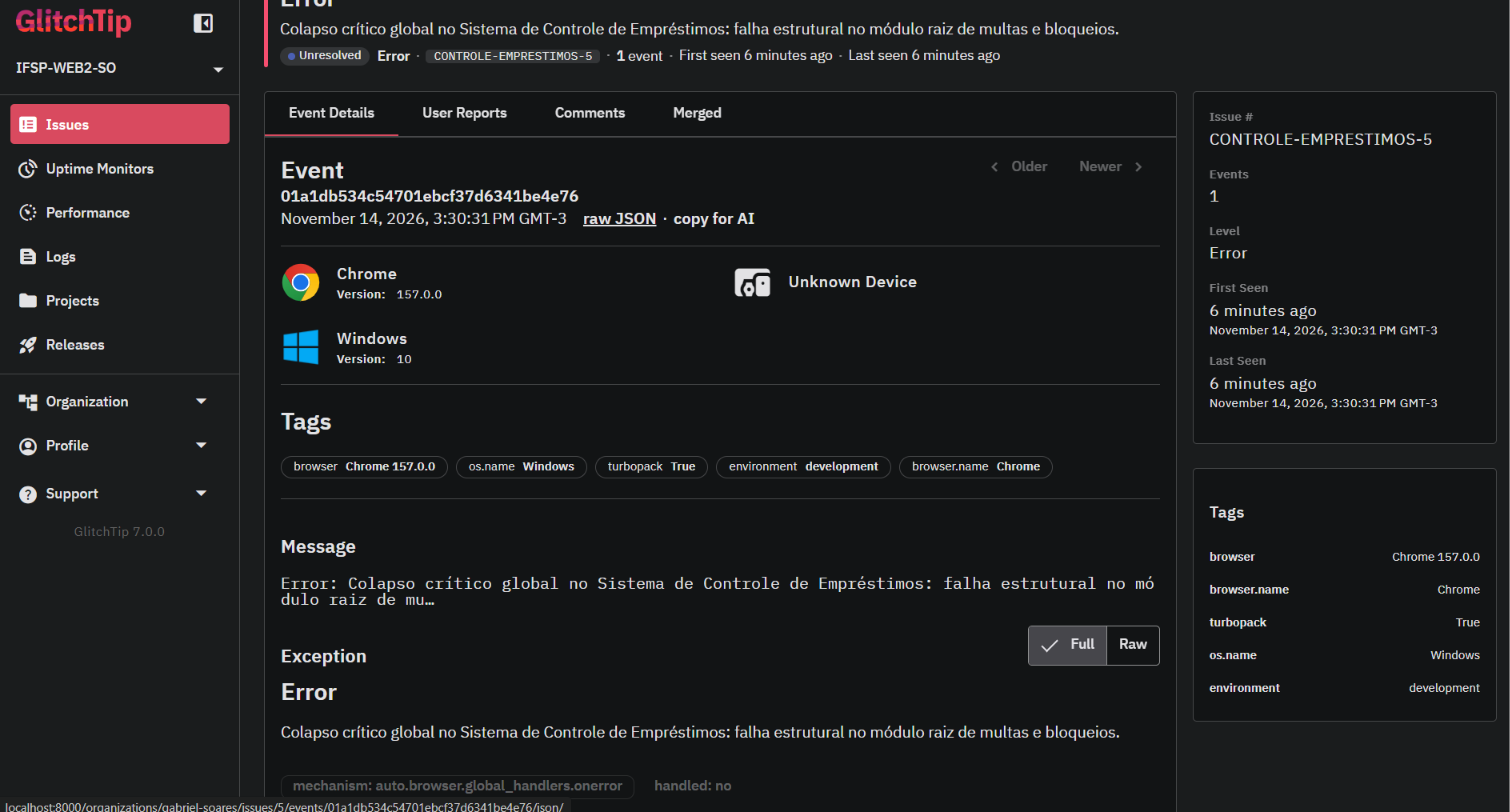 GlitchTip
IFSP-WEB2-SO
Issues
Uptime Monitors
Performance
Logs
Projects
Releases
Organization
Profile
Support
GlitchTip 7.0.0
Error
Colapso crítico global no Sistema de Controle de Empréstimos: falha estrutural no módulo raiz de multas e bloqueios.
Unresolved Error · CONTROLE-EMPRESTIMOS-5 · 1 event · First seen 6 minutes ago · Last seen 6 minutes ago
Event Details User Reports Comments Merged
Event
Older Newer
01a1db534c54701ebcf37d6341be4e76
November 14, 2026, 3:30:31 PM GMT-3 raw JSON · copy for AI
Chrome
Version: 157.0.0
Unknown Device
Windows
Version: 10
Tags
browser Chrome 157.0.0 os.name Windows turbopack True environment development browser.name Chrome
Message
Error: Colapso crítico global no Sistema de Controle de Empréstimos: falha estrutural no mó
dulo raiz de mu…
Full Raw
Exception
Error
Colapso crítico global no Sistema de Controle de Empréstimos: falha estrutural no módulo raiz de multas e bloqueios.
mechanism: auto.browser.global_handlers.onerror handled: no
Issue #
CONTROLE-EMPRESTIMOS-5
Events
1
Level
Error
First Seen
6 minutes ago
November 14, 2026, 3:30:31 PM GMT-3
Last Seen
6 minutes ago
November 14, 2026, 3:30:31 PM GMT-3
Tags
browser Chrome 157.0.0
browser.name Chrome
turbopack True
os.name Windows
environment development
localhost:8000/organizations/gabriel-soares/issues/5/events/01a1db534c54701ebcf37d6341be4e76/json/